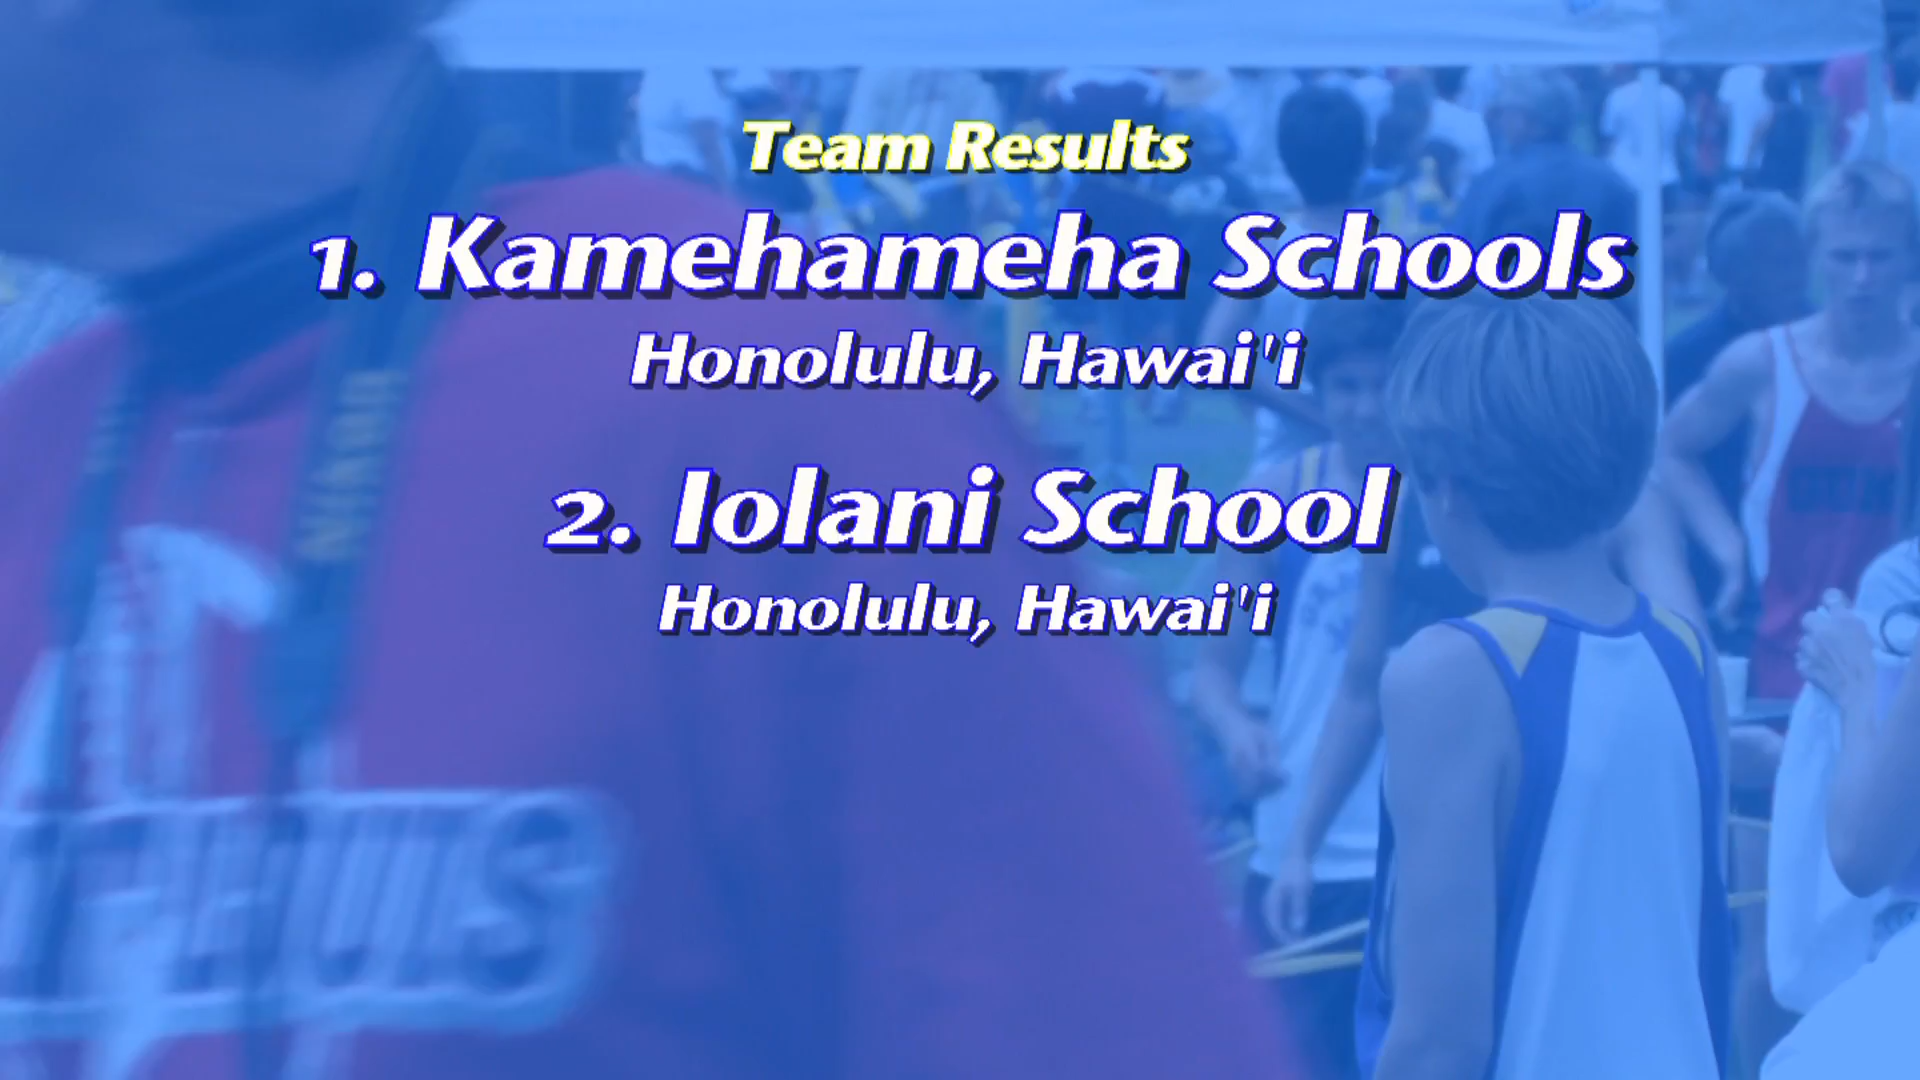 Team Results
1. Kamehameha Schools
Honolulu, Hawai'i
2. Iolani School
Honolulu, Hawai'i